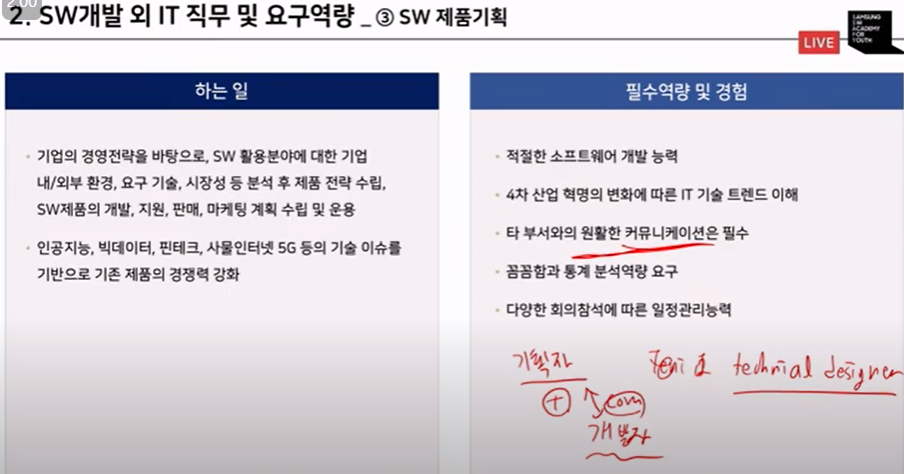 2.00
2. SW개발 외 IT 직무 및 요구역량 _ ③ SW 제품기획
LIVE
SAMSUNG
SW
ACADEMY
FOR
YOUTH
하는 일
• 기업의 경영전략을 바탕으로, SW 활용분야에 대한 기업
내/외부 환경, 요구 기술, 시장성 등 분석 후 제품 전략 수립,
SW제품의 개발, 지원, 판매, 마케팅 계획 수립 및 운용
• 인공지능, 빅데이터, 핀테크, 사물인터넷 5G 등의 기술 이슈를
기반으로 기존 제품의 경쟁력 강화
필수역량 및 경험
• 적절한 소프트웨어 개발 능력
• 4차 산업 혁명의 변화에 따른 IT 기술 트렌드 이해
• 타 부서와의 원활한 커뮤니케이션은 필수
• 꼼꼼함과 통계 분석역량 요구
• 다양한 회의참석에 따른 일정관리능력
기획자
technial designer
+
com
개발자